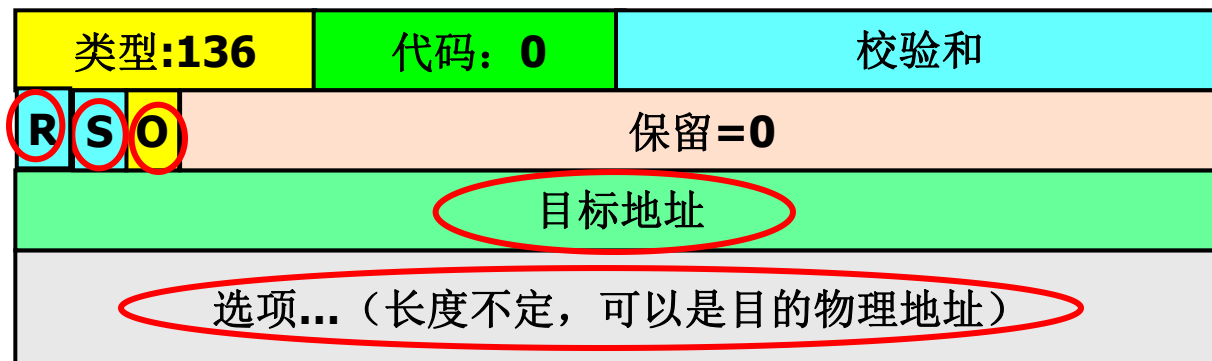 类型:136 代码：0 校验和
R S O 保留=0
目标地址
选项...（长度不定，可以是目的物理地址）